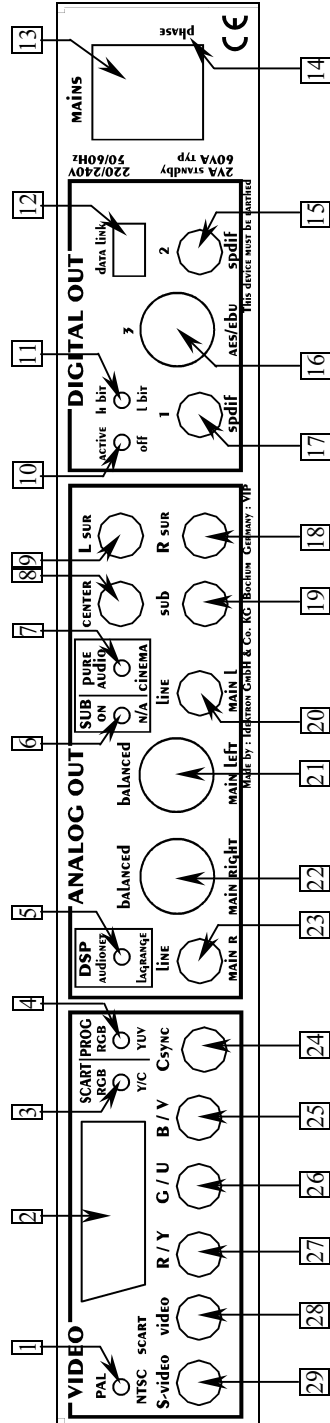 1
2
3
4
5
6
7
8
9
10
11
12
13
VIDEO
PAL
NTSC
SCART
SCART
RGB
Y/C
PROG
RGB
YUV
S-video
video
R / Y
G / U
B / V
Csync
ANALOG OUT
DSP
AUDIONET
LAGRANGE
SUB
ON
N/A
PURE
AUDIO
CINEMA
CENTER
L SUR
LINE
MAIN R
BALANCED
MAIN RIGHT
BALANCED
MAIN LEFT
LINE
MAIN L
SUB
R SUR
Made by : IDEKTRON GmbH & Co. KG BOCHUM GERMANY : VIP
DIGITAL OUT
ACTIVE
off
h bit
l bit
DATA LINK
1
spdif
3
AES/EBU
2
spdif
This device must be earthed
220/240V
50/60Hz
2VA standby
60VA Typ
MAINS
phase
CE
29
28
27
26
25
24
23
22
21
20
19
18
17
16
15
14